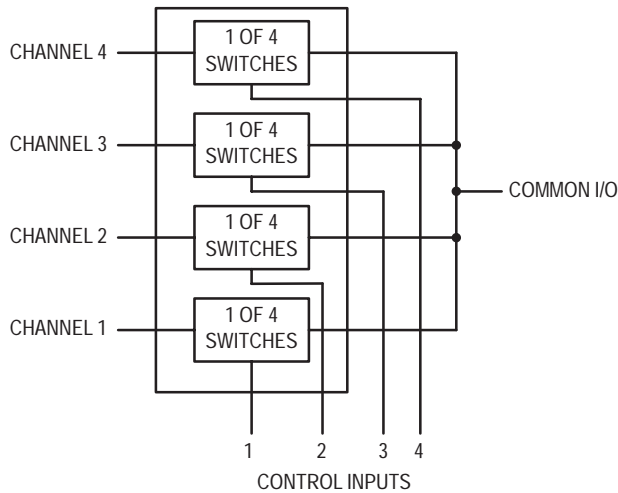 CHANNEL 4
1 OF 4
SWITCHES
CHANNEL 3
1 OF 4
SWITCHES
COMMON I/O
CHANNEL 2
1 OF 4
SWITCHES
CHANNEL 1
1 OF 4
SWITCHES
1 2 3 4
CONTROL INPUTS